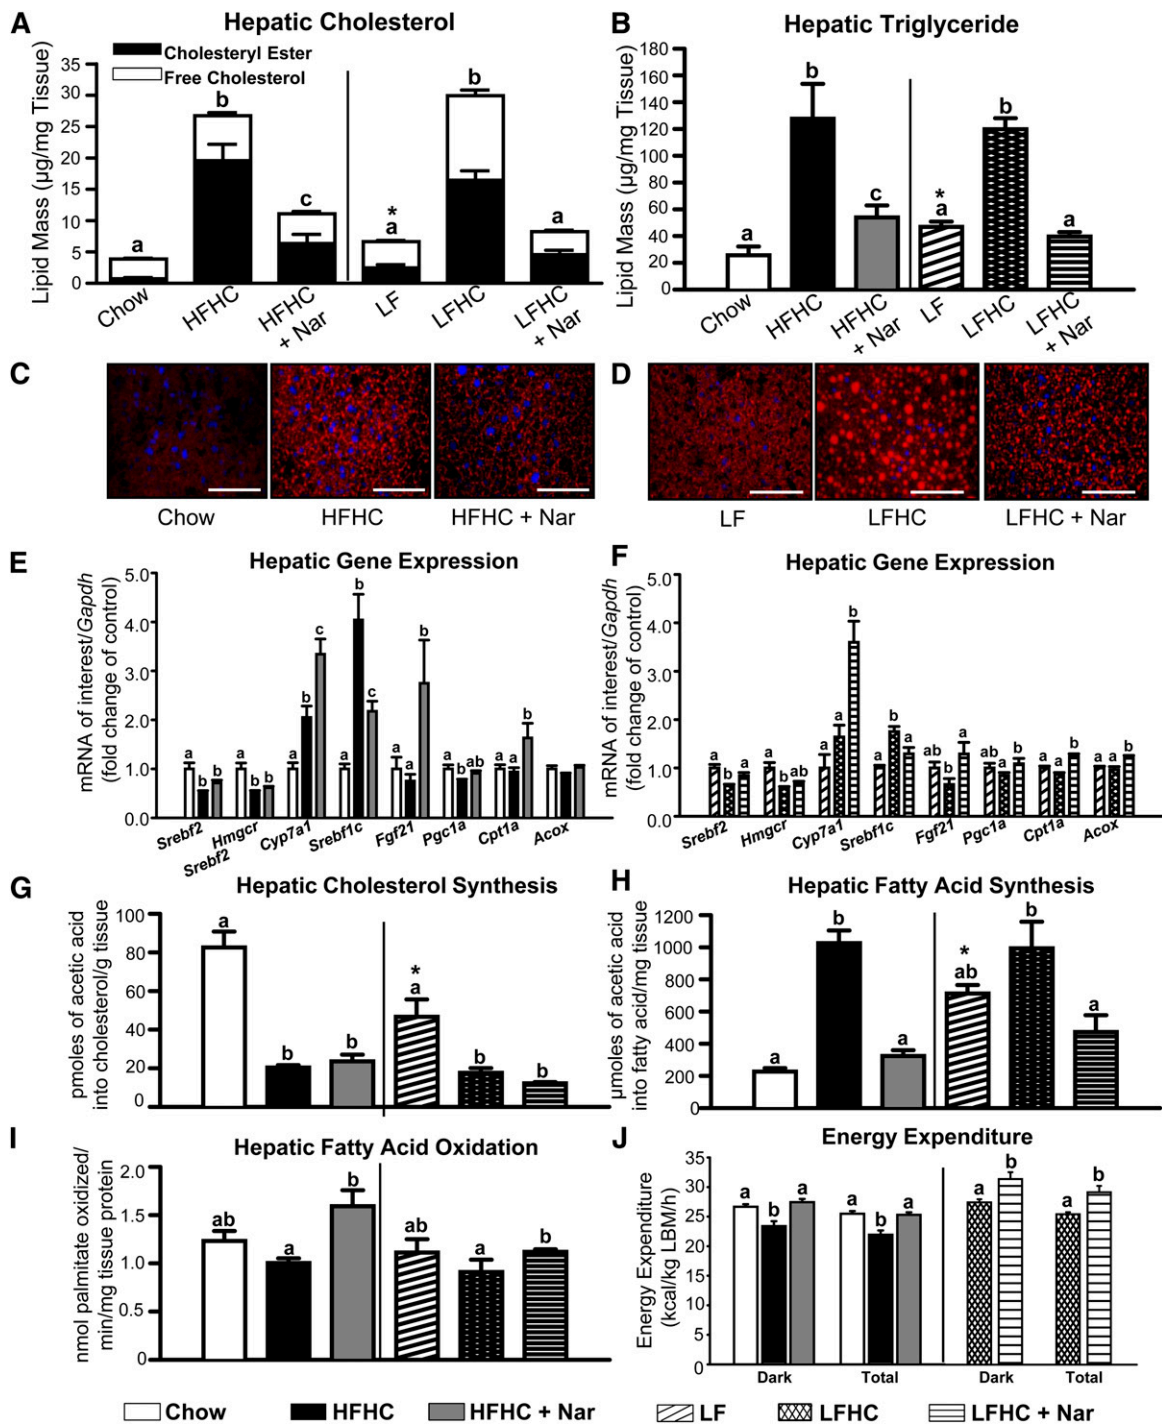 A
Hepatic Cholesterol
Cholesteryl Ester
Free Cholesterol
Lipid Mass (µg/mg Tissue)
35
30
25
20
15
10
5
0
a
b
c
*
a
b
a
Chow
HFHC
HFHC + Nar
LF
LFHC
LFHC + Nar
B
Hepatic Triglyceride
Lipid Mass (µg/mg Tissue)
180
160
140
120
100
80
60
40
20
0
a
b
c
*
a
b
a
Chow
HFHC
HFHC + Nar
LF
LFHC
LFHC + Nar
C
Chow
HFHC
HFHC + Nar
D
LF
LFHC
LFHC + Nar
E
Hepatic Gene Expression
mRNA of interest/Gapdh
(fold change of control)
5.0
4.0
3.0
2.0
1.0
0.0
a b b
a b b
a b c
a b c
a a b
a b ab
a a b
Srebf2
Hmgcr
Srebf2
Cyp7a1
Srebf1c
Fgf21
Pgc1a
Cpt1a
Acox
F
Hepatic Gene Expression
mRNA of interest/Gapdh
(fold change of control)
5.0
4.0
3.0
2.0
1.0
0.0
a b a
a b ab
a a b
a b a
ab b a
ab a b
a a b
a a b
Srebf2
Hmgcr
Cyp7a1
Srebf1c
Fgf21
Pgc1a
Cpt1a
Acox
G
Hepatic Cholesterol Synthesis
pmoles of acetic acid
into cholesterol/g tissue
100
80
60
40
20
0
a
b
b
*
a
b
b
H
Hepatic Fatty Acid Synthesis
µmoles of acetic acid
into fatty acid/mg tissue
1200
1000
800
600
400
200
0
a
b
a
*
ab
b
a
I
Hepatic Fatty Acid Oxidation
nmol palmitate oxidized/
min/mg tissue protein
2.0
1.5
1.0
0.5
0
ab
a
b
ab
a
b
J
Energy Expenditure
Energy Expenditure
(kcal/kg LBM/h)
35
30
25
20
15
10
5
0
a b a
a b a
a b
a b
Dark
Total
Dark
Total
Chow
HFHC
HFHC + Nar
LF
LFHC
LFHC + Nar